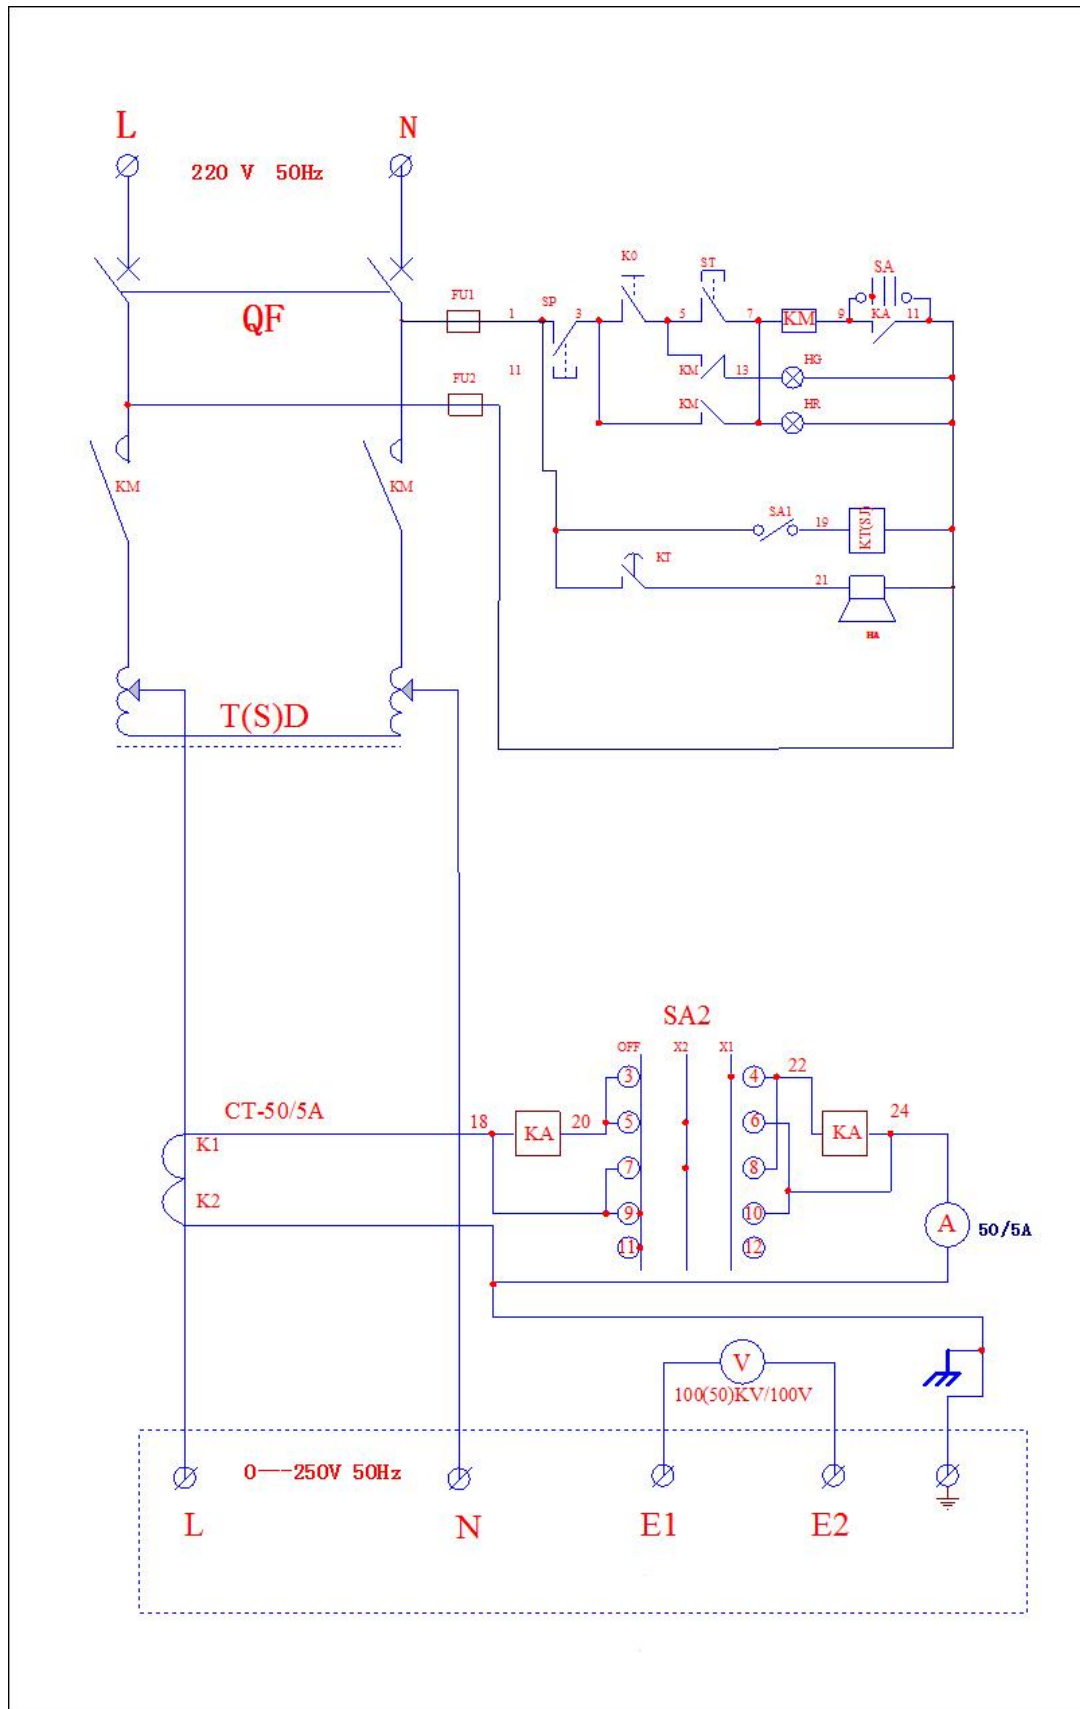 L N
220 V 50Hz
QF
FU1 1 SP 3 K0 5 ST 7 KM 9 SA KA 11
11 KM 13 HG
FU2 KM HR
KM KM
SA1 19 KT(SJ)
KT 21
HA
T(S)D
SA2
OFF X2 X1
3 4 22
CT-50/5A 18 KA 20 5 6 KA 24
K1
7 8
K2
9 10 A 50/5A
11 12
V
100(50)KV/100V
0---250V 50Hz
L N E1 E2